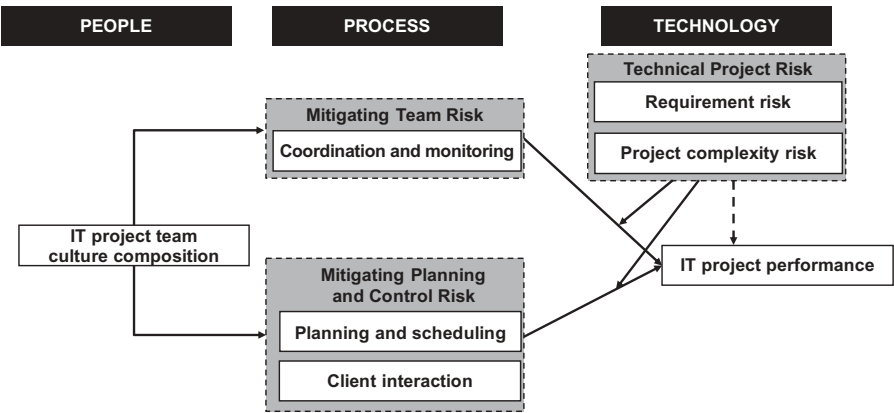 PEOPLE
PROCESS
TECHNOLOGY
Technical Project Risk
Requirement risk
Project complexity risk
Mitigating Team Risk
Coordination and monitoring
IT project team
culture composition
IT project performance
Mitigating Planning
and Control Risk
Planning and scheduling
Client interaction